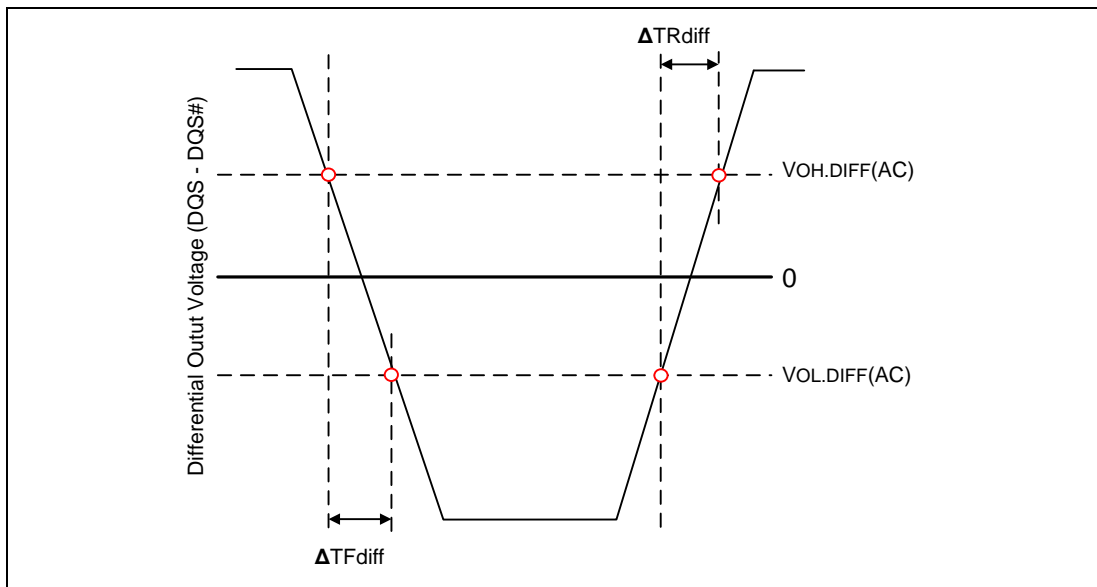 ΔTRdiff
Differential Outut Voltage (DQS - DQS#)
VOH.DIFF(AC)
0
VOL.DIFF(AC)
ΔTFdiff